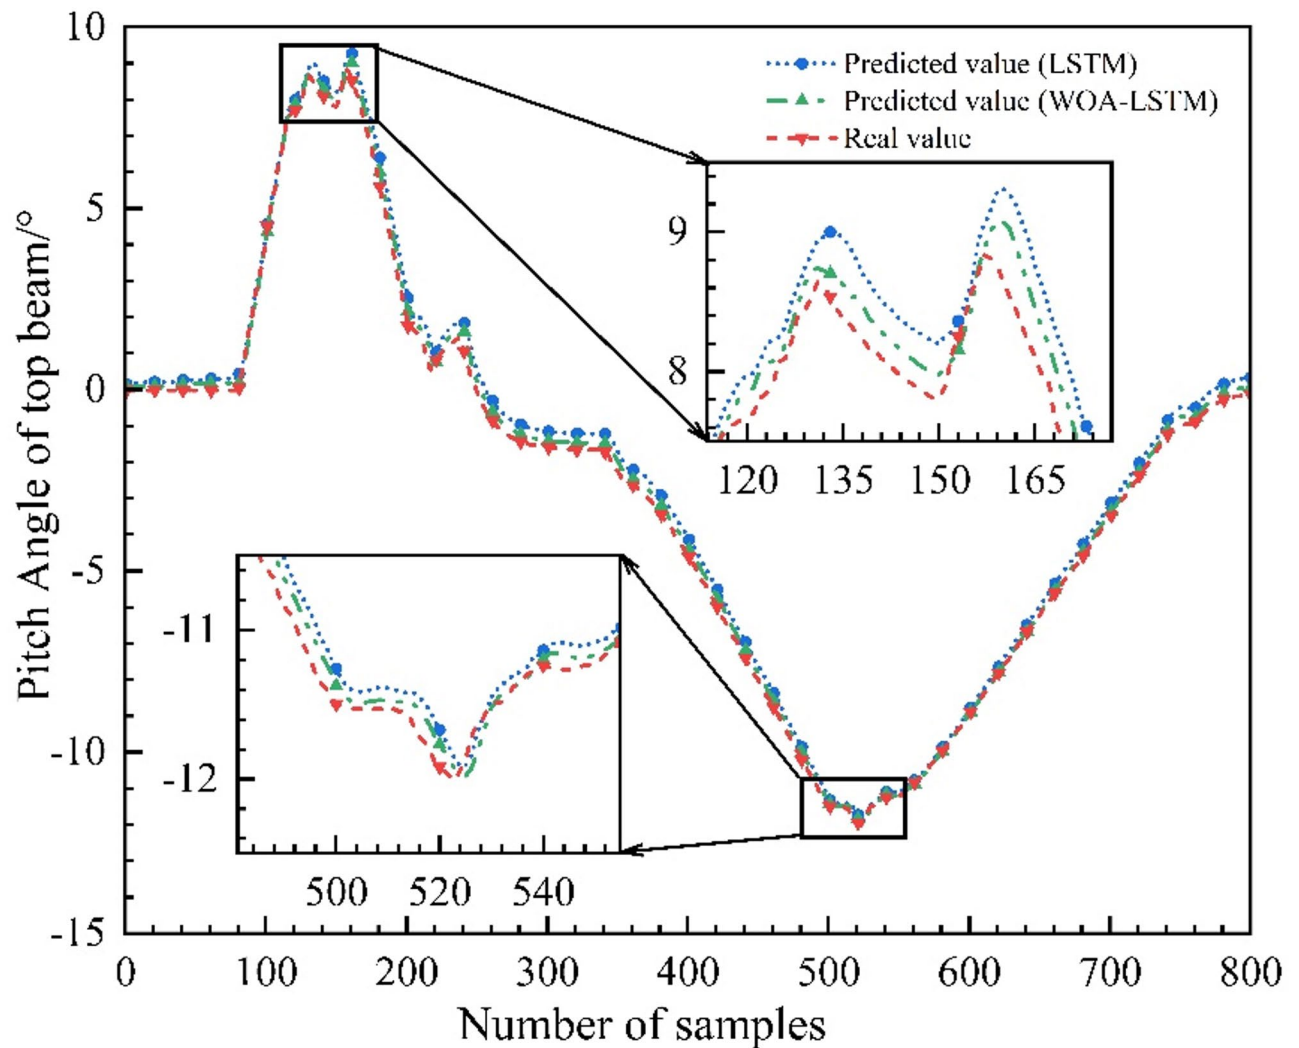 Predicted value (LSTM)
Predicted value (WOA-LSTM)
Real value
Pitch Angle of top beam/°
10
5
0
-5
-10
-15
9
8
120 135 150 165
-11
-12
500 520 540
0 100 200 300 400 500 600 700 800
Number of samples